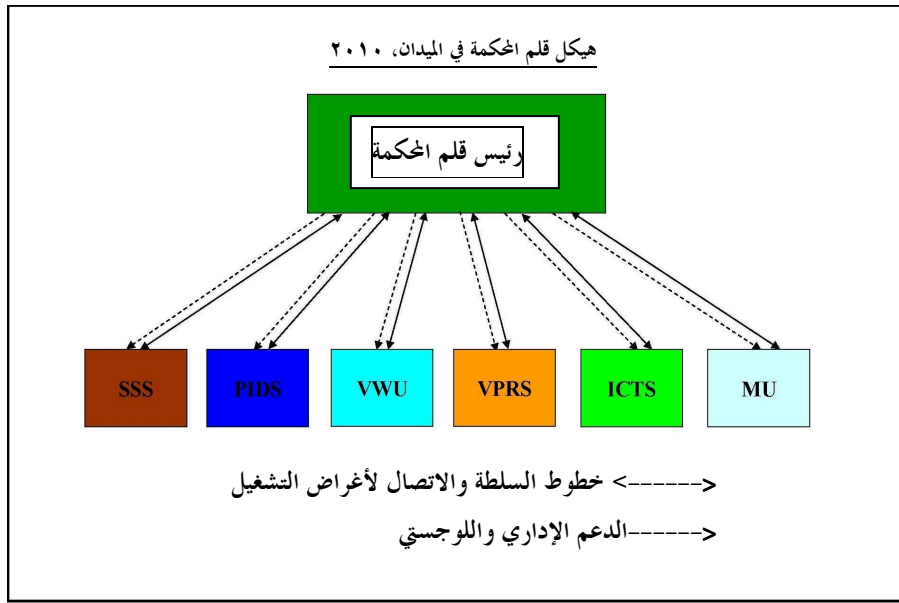 هيكل قلم المحكمة في الميدان، ٢٠١٠
رئيس قلم المحكمة
SSS PIDS VWU VPRS ICTS MU
<------> خطوط السلطة والاتصال لأغراض التشغيل
<------الدعم الإداري واللوجستي